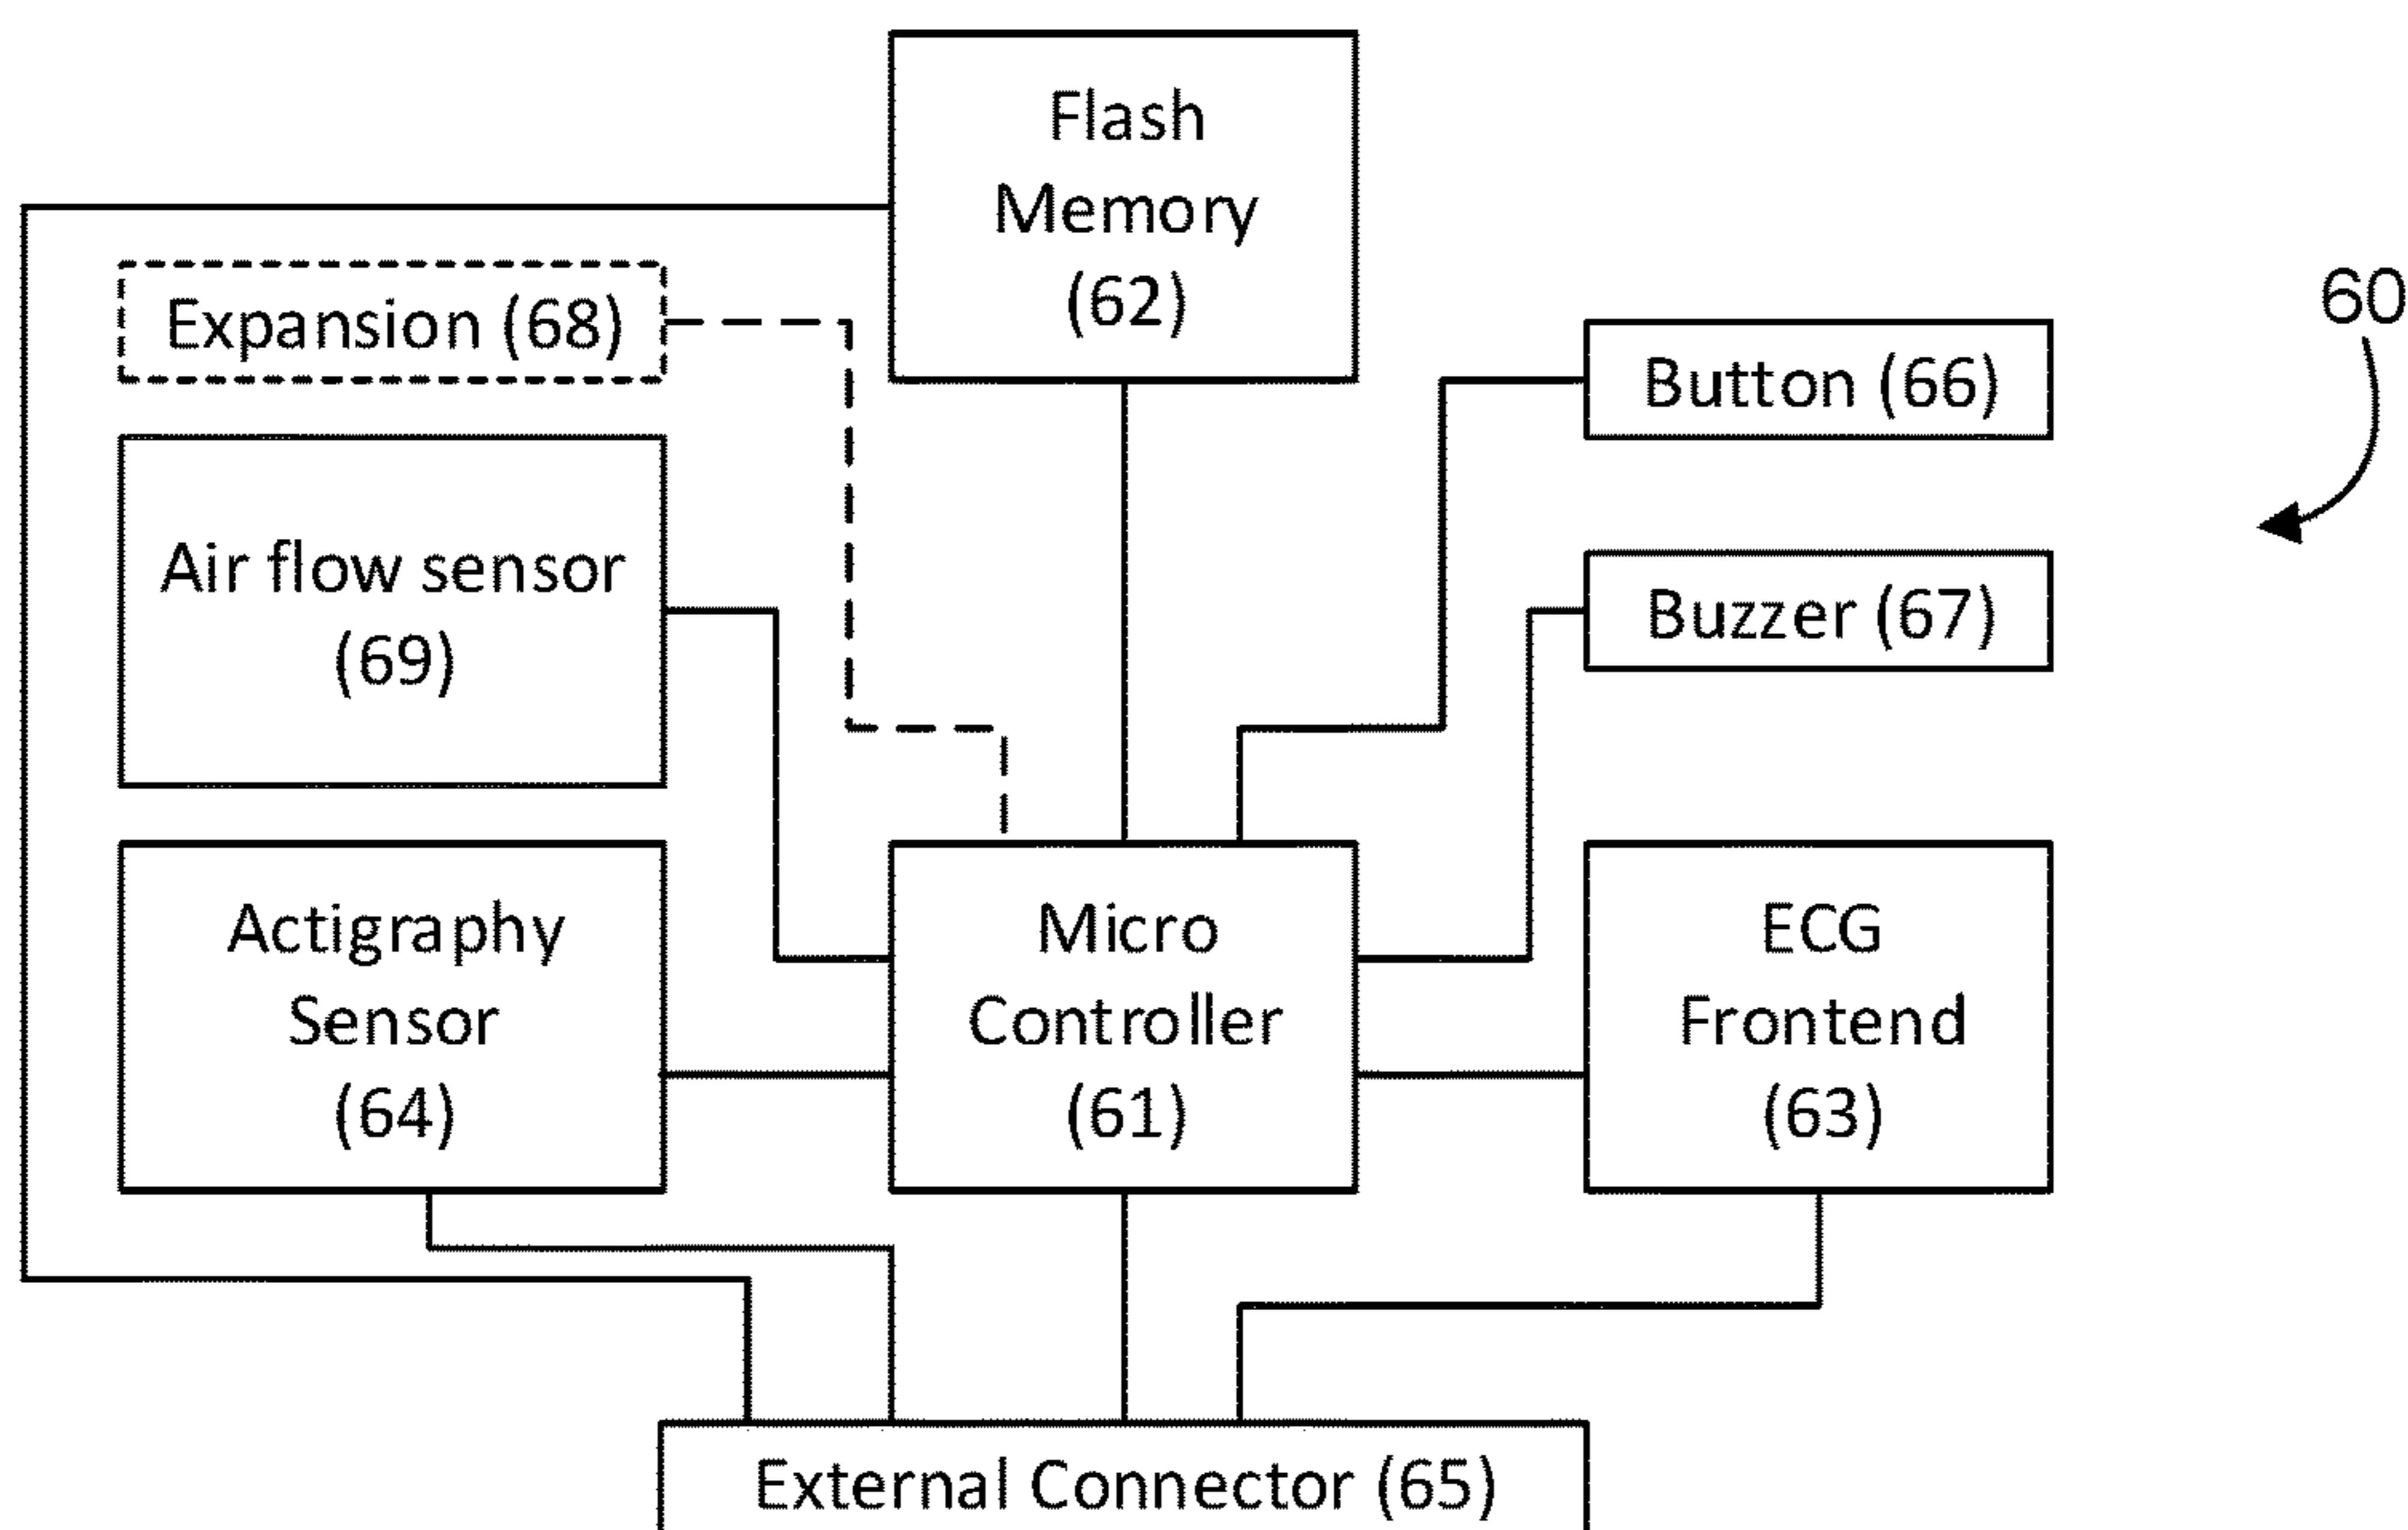 Flash
Memory
(62)
Expansion (68)
Button (66)
60
Air flow sensor
(69)
Buzzer (67)
Actigraphy
Sensor
(64)
Micro
Controller
(61)
ECG
Frontend
(63)
External Connector (65)